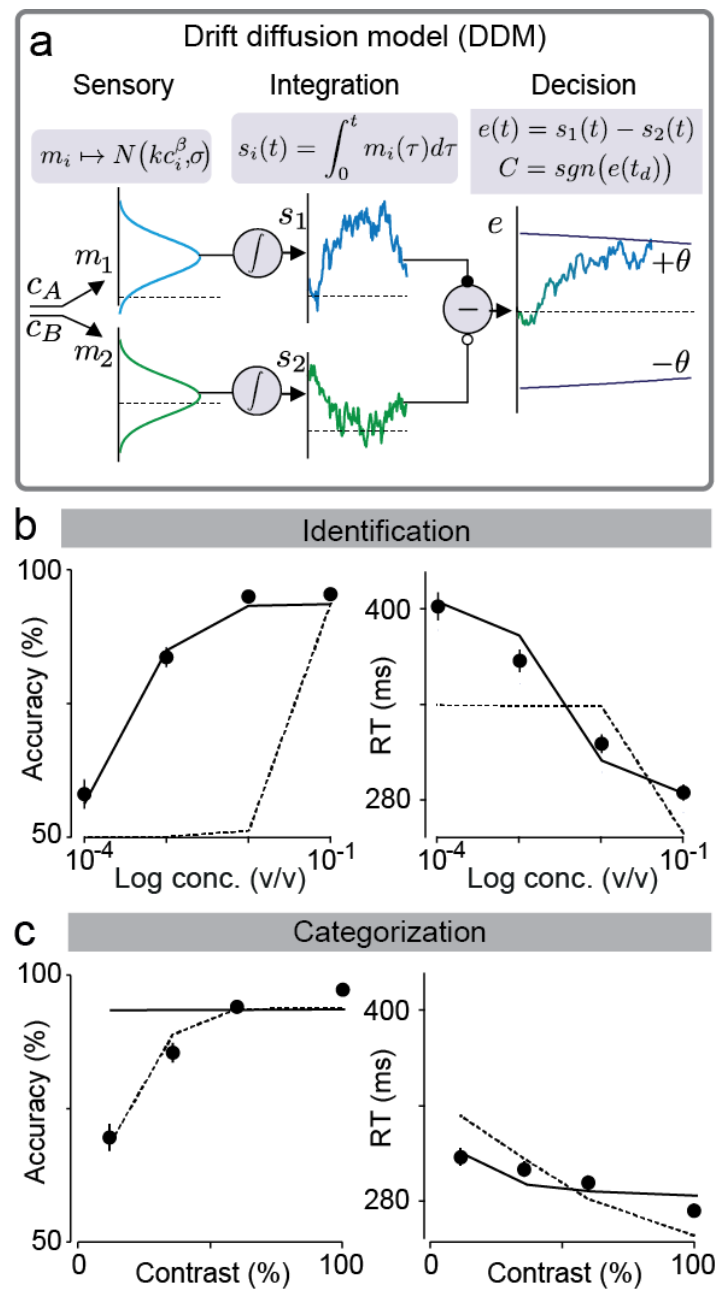 a
Drift diffusion model (DDM)
Sensory
Integration
Decision
m_i ↦ N(kc_i^β, σ)
s_i(t) = ∫_0^t m_i(τ)dτ
e(t) = s_1(t) − s_2(t)
C = sgn(e(t_d))
m_1
s_1
e
+θ
∫
c_A
c_B
−
m_2
s_2
−θ
∫
b
Identification
100
Accuracy (%)
50
10^-4
10^-1
Log conc. (v/v)
400
RT (ms)
280
10^-4
10^-1
Log conc. (v/v)
c
Categorization
100
Accuracy (%)
50
0
100
Contrast (%)
400
RT (ms)
280
0
100
Contrast (%)